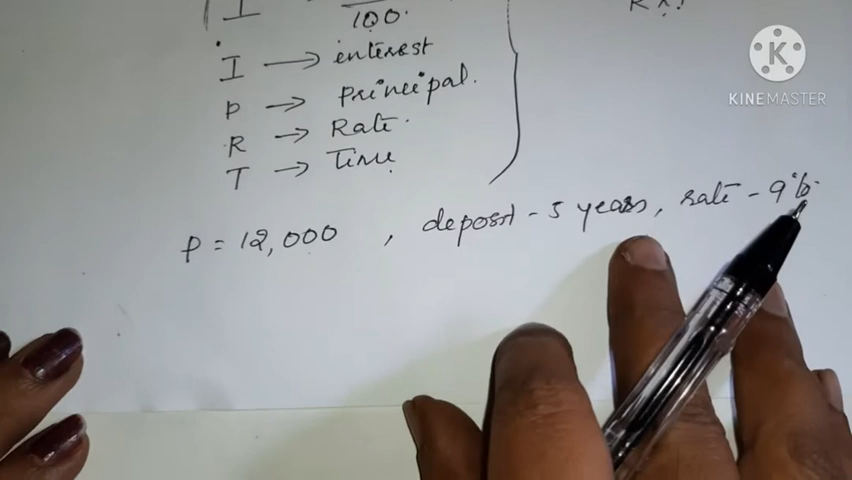 I
100.
I → interest
P → Principal.
R → Rate.
T → Time
P = 12,000 , deposit - 5 years, rate - 9%.
K
KINEMASTER